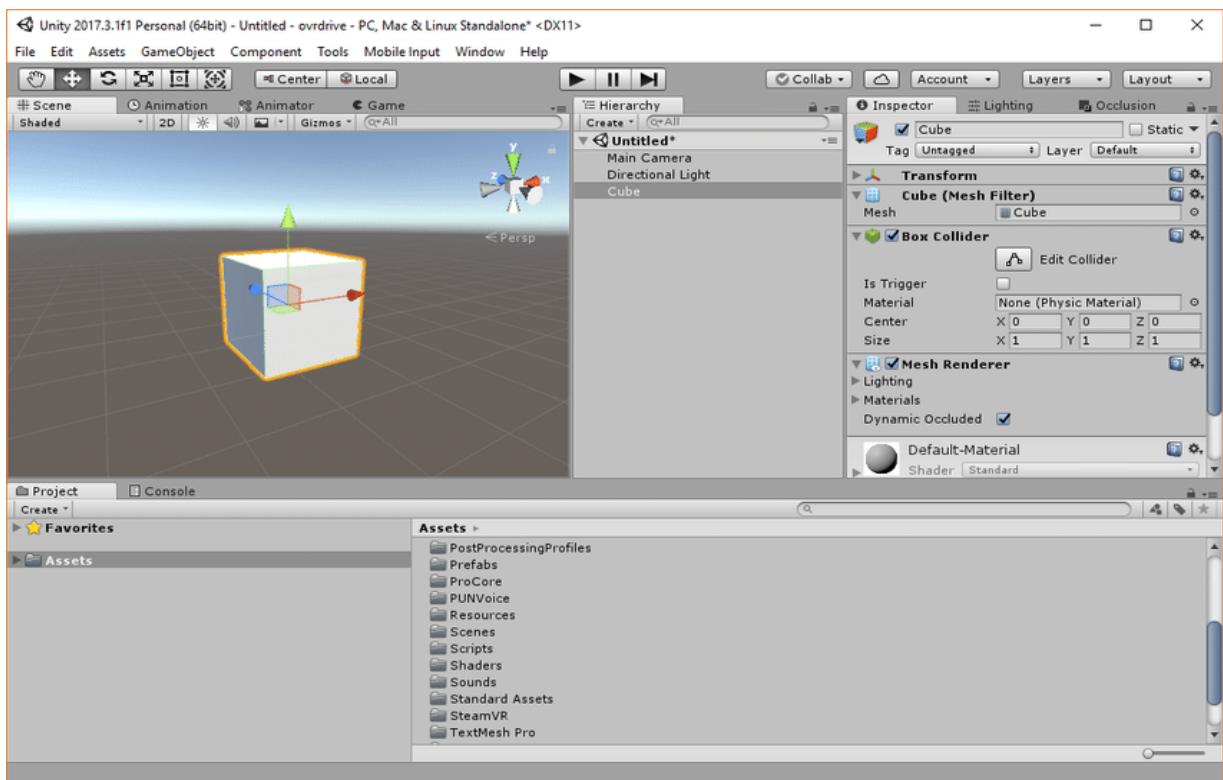 Unity 2017.3.1f1 Personal (64bit) - Untitled - ovrdrive - PC, Mac & Linux Standalone* <DX11>
File Edit Assets GameObject Component Tools Mobile Input Window Help
Center Local Collab Account Layers Layout
Scene Animation Animator Game
Shaded 2D Gizmos All
y
z x
Persp
Hierarchy
Create All
Untitled*
Main Camera
Directional Light
Cube
Inspector Lighting Occlusion
Cube Static
Tag Untagged Layer Default
Transform
Cube (Mesh Filter)
Mesh Cube
Box Collider
Edit Collider
Is Trigger
Material None (Physic Material)
Center X 0 Y 0 Z 0
Size X 1 Y 1 Z 1
Mesh Renderer
Lighting
Materials
Dynamic Occluded
Default-Material
Shader Standard
Project Console
Create
Favorites
Assets
Assets
PostProcessingProfiles
Prefabs
ProCore
PUNVoice
Resources
Scenes
Scripts
Shaders
Sounds
Standard Assets
SteamVR
TextMesh Pro